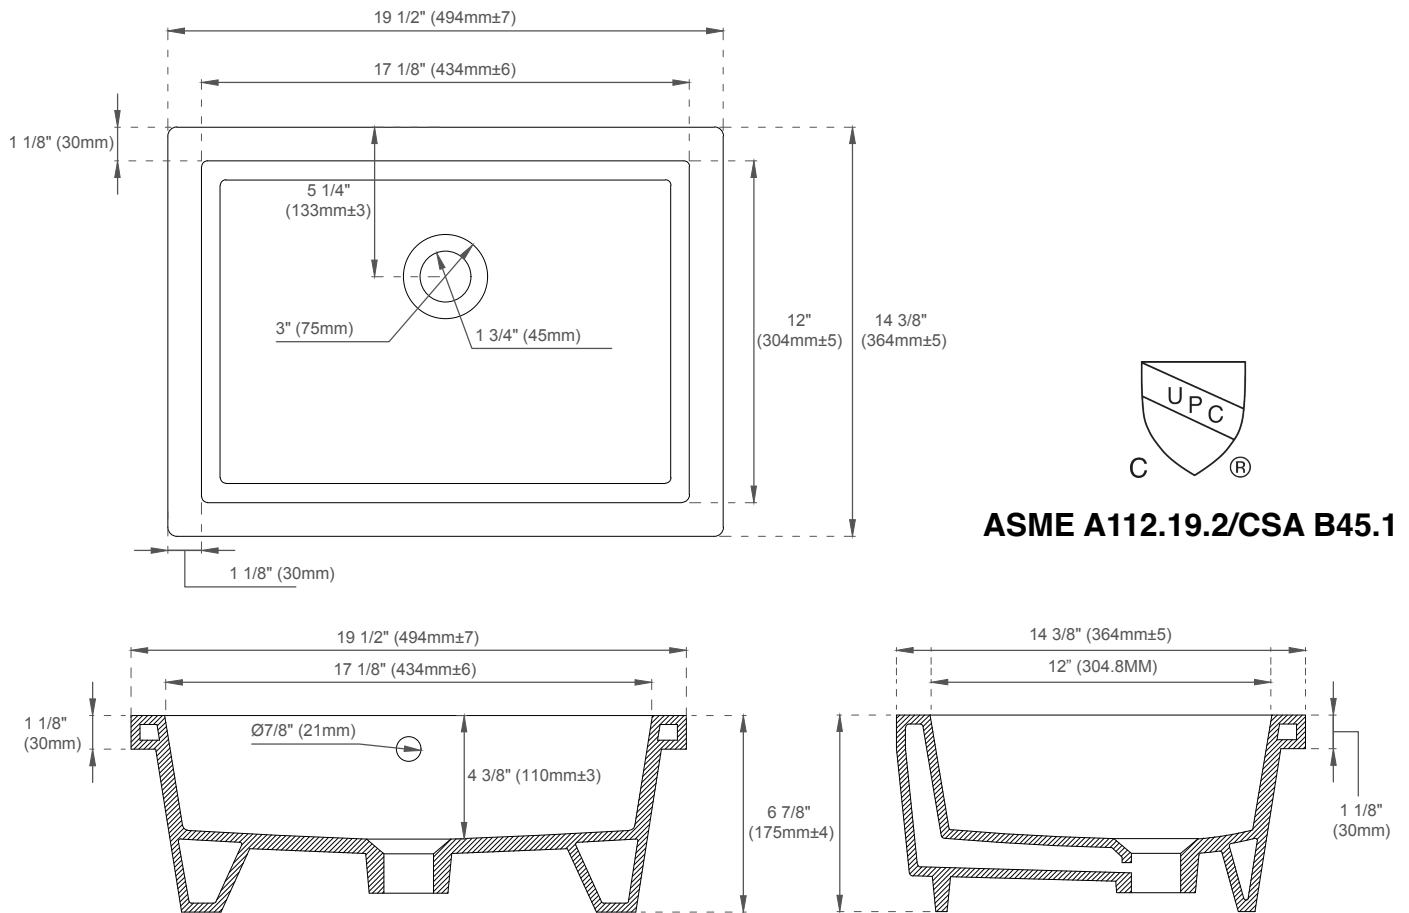 19 1/2" (494mm±7)
17 1/8" (434mm±6)
1 1/8" (30mm)
5 1/4"
(133mm±3)
3" (75mm)
1 3/4" (45mm)
12"
(304mm±5)
14 3/8"
(364mm±5)
1 1/8" (30mm)
UPC
C ®
ASME A112.19.2/CSA B45.1
19 1/2" (494mm±7)
17 1/8" (434mm±6)
1 1/8"
(30mm)
Ø7/8" (21mm)
4 3/8" (110mm±3)
6 7/8"
(175mm±4)
14 3/8" (364mm±5)
12” (304.8MM)
1 1/8"
(30mm)